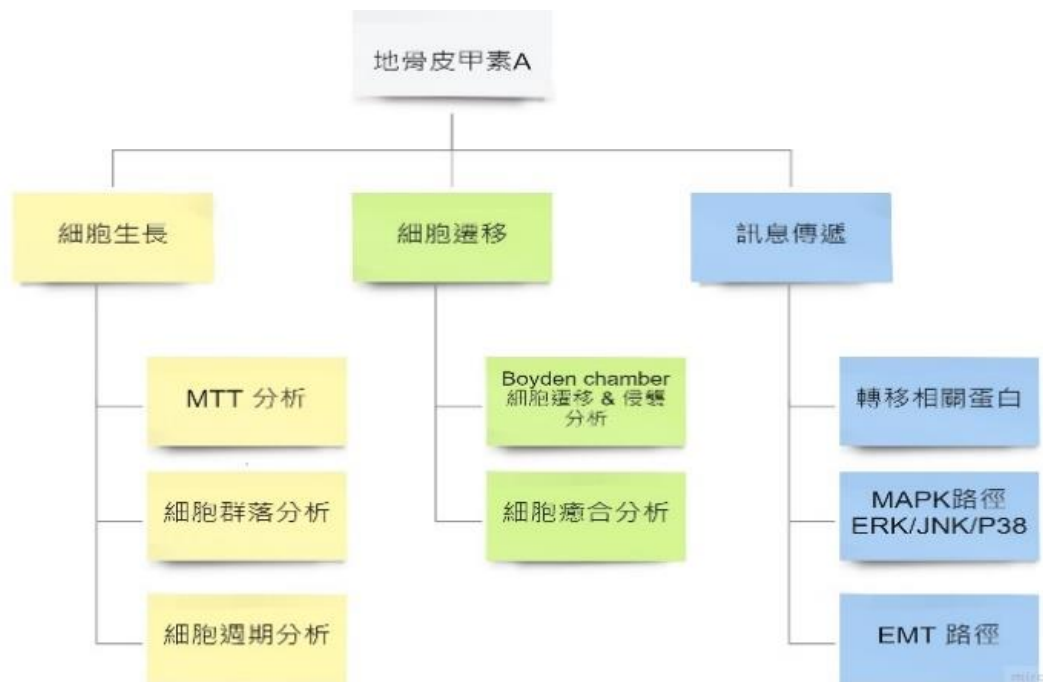 地骨皮甲素A
細胞生長
細胞遷移
訊息傳遞
MTT 分析
Boyden chamber
細胞遷移 & 侵襲
分析
轉移相關蛋白
細胞群落分析
細胞癒合分析
MAPK路徑
ERK/JNK/P38
細胞週期分析
EMT 路徑